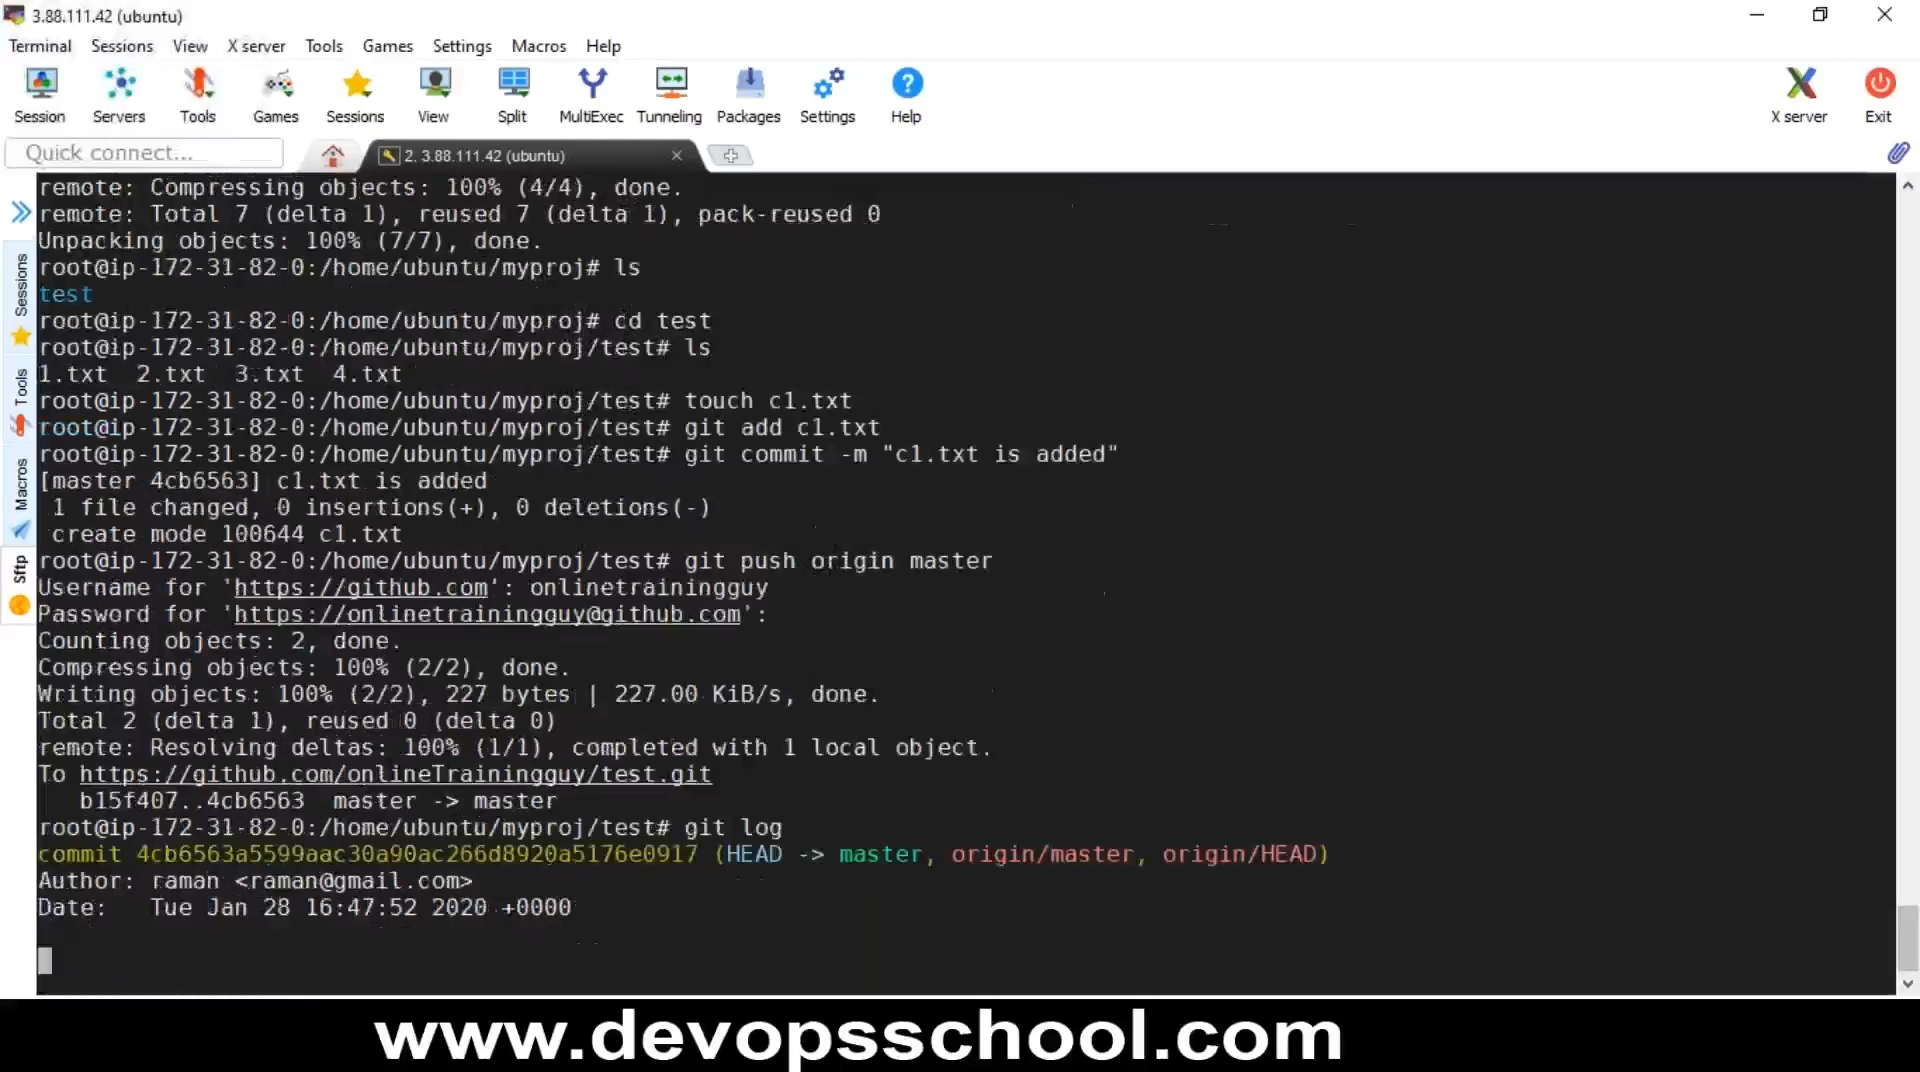 3.88.111.42 (ubuntu)
Terminal Sessions View X server Tools Games Settings Macros Help
Session Servers Tools Games Sessions View Split MultiExec Tunneling Packages Settings Help X server Exit
Quick connect... 2. 3.88.111.42 (ubuntu)
Sessions
Tools
Macros
Sftp
remote: Compressing objects: 100% (4/4), done.
remote: Total 7 (delta 1), reused 7 (delta 1), pack-reused 0
Unpacking objects: 100% (7/7), done.
root@ip-172-31-82-0:/home/ubuntu/myproj# ls
test
root@ip-172-31-82-0:/home/ubuntu/myproj# cd test
root@ip-172-31-82-0:/home/ubuntu/myproj/test# ls
1.txt  2.txt  3.txt  4.txt
root@ip-172-31-82-0:/home/ubuntu/myproj/test# touch c1.txt
root@ip-172-31-82-0:/home/ubuntu/myproj/test# git add c1.txt
root@ip-172-31-82-0:/home/ubuntu/myproj/test# git commit -m "c1.txt is added"
[master 4cb6563] c1.txt is added
 1 file changed, 0 insertions(+), 0 deletions(-)
 create mode 100644 c1.txt
root@ip-172-31-82-0:/home/ubuntu/myproj/test# git push origin master
Username for 'https://github.com': onlinetrainingguy
Password for 'https://onlinetrainingguy@github.com':
Counting objects: 2, done.
Compressing objects: 100% (2/2), done.
Writing objects: 100% (2/2), 227 bytes | 227.00 KiB/s, done.
Total 2 (delta 1), reused 0 (delta 0)
remote: Resolving deltas: 100% (1/1), completed with 1 local object.
To https://github.com/onlineTrainingguy/test.git
   b15f407..4cb6563  master -> master
root@ip-172-31-82-0:/home/ubuntu/myproj/test# git log
commit 4cb6563a5599aac30a90ac266d8920a5176e0917 (HEAD -> master, origin/master, origin/HEAD)
Author: raman <raman@gmail.com>
Date:   Tue Jan 28 16:47:52 2020 +0000
www.devopsschool.com